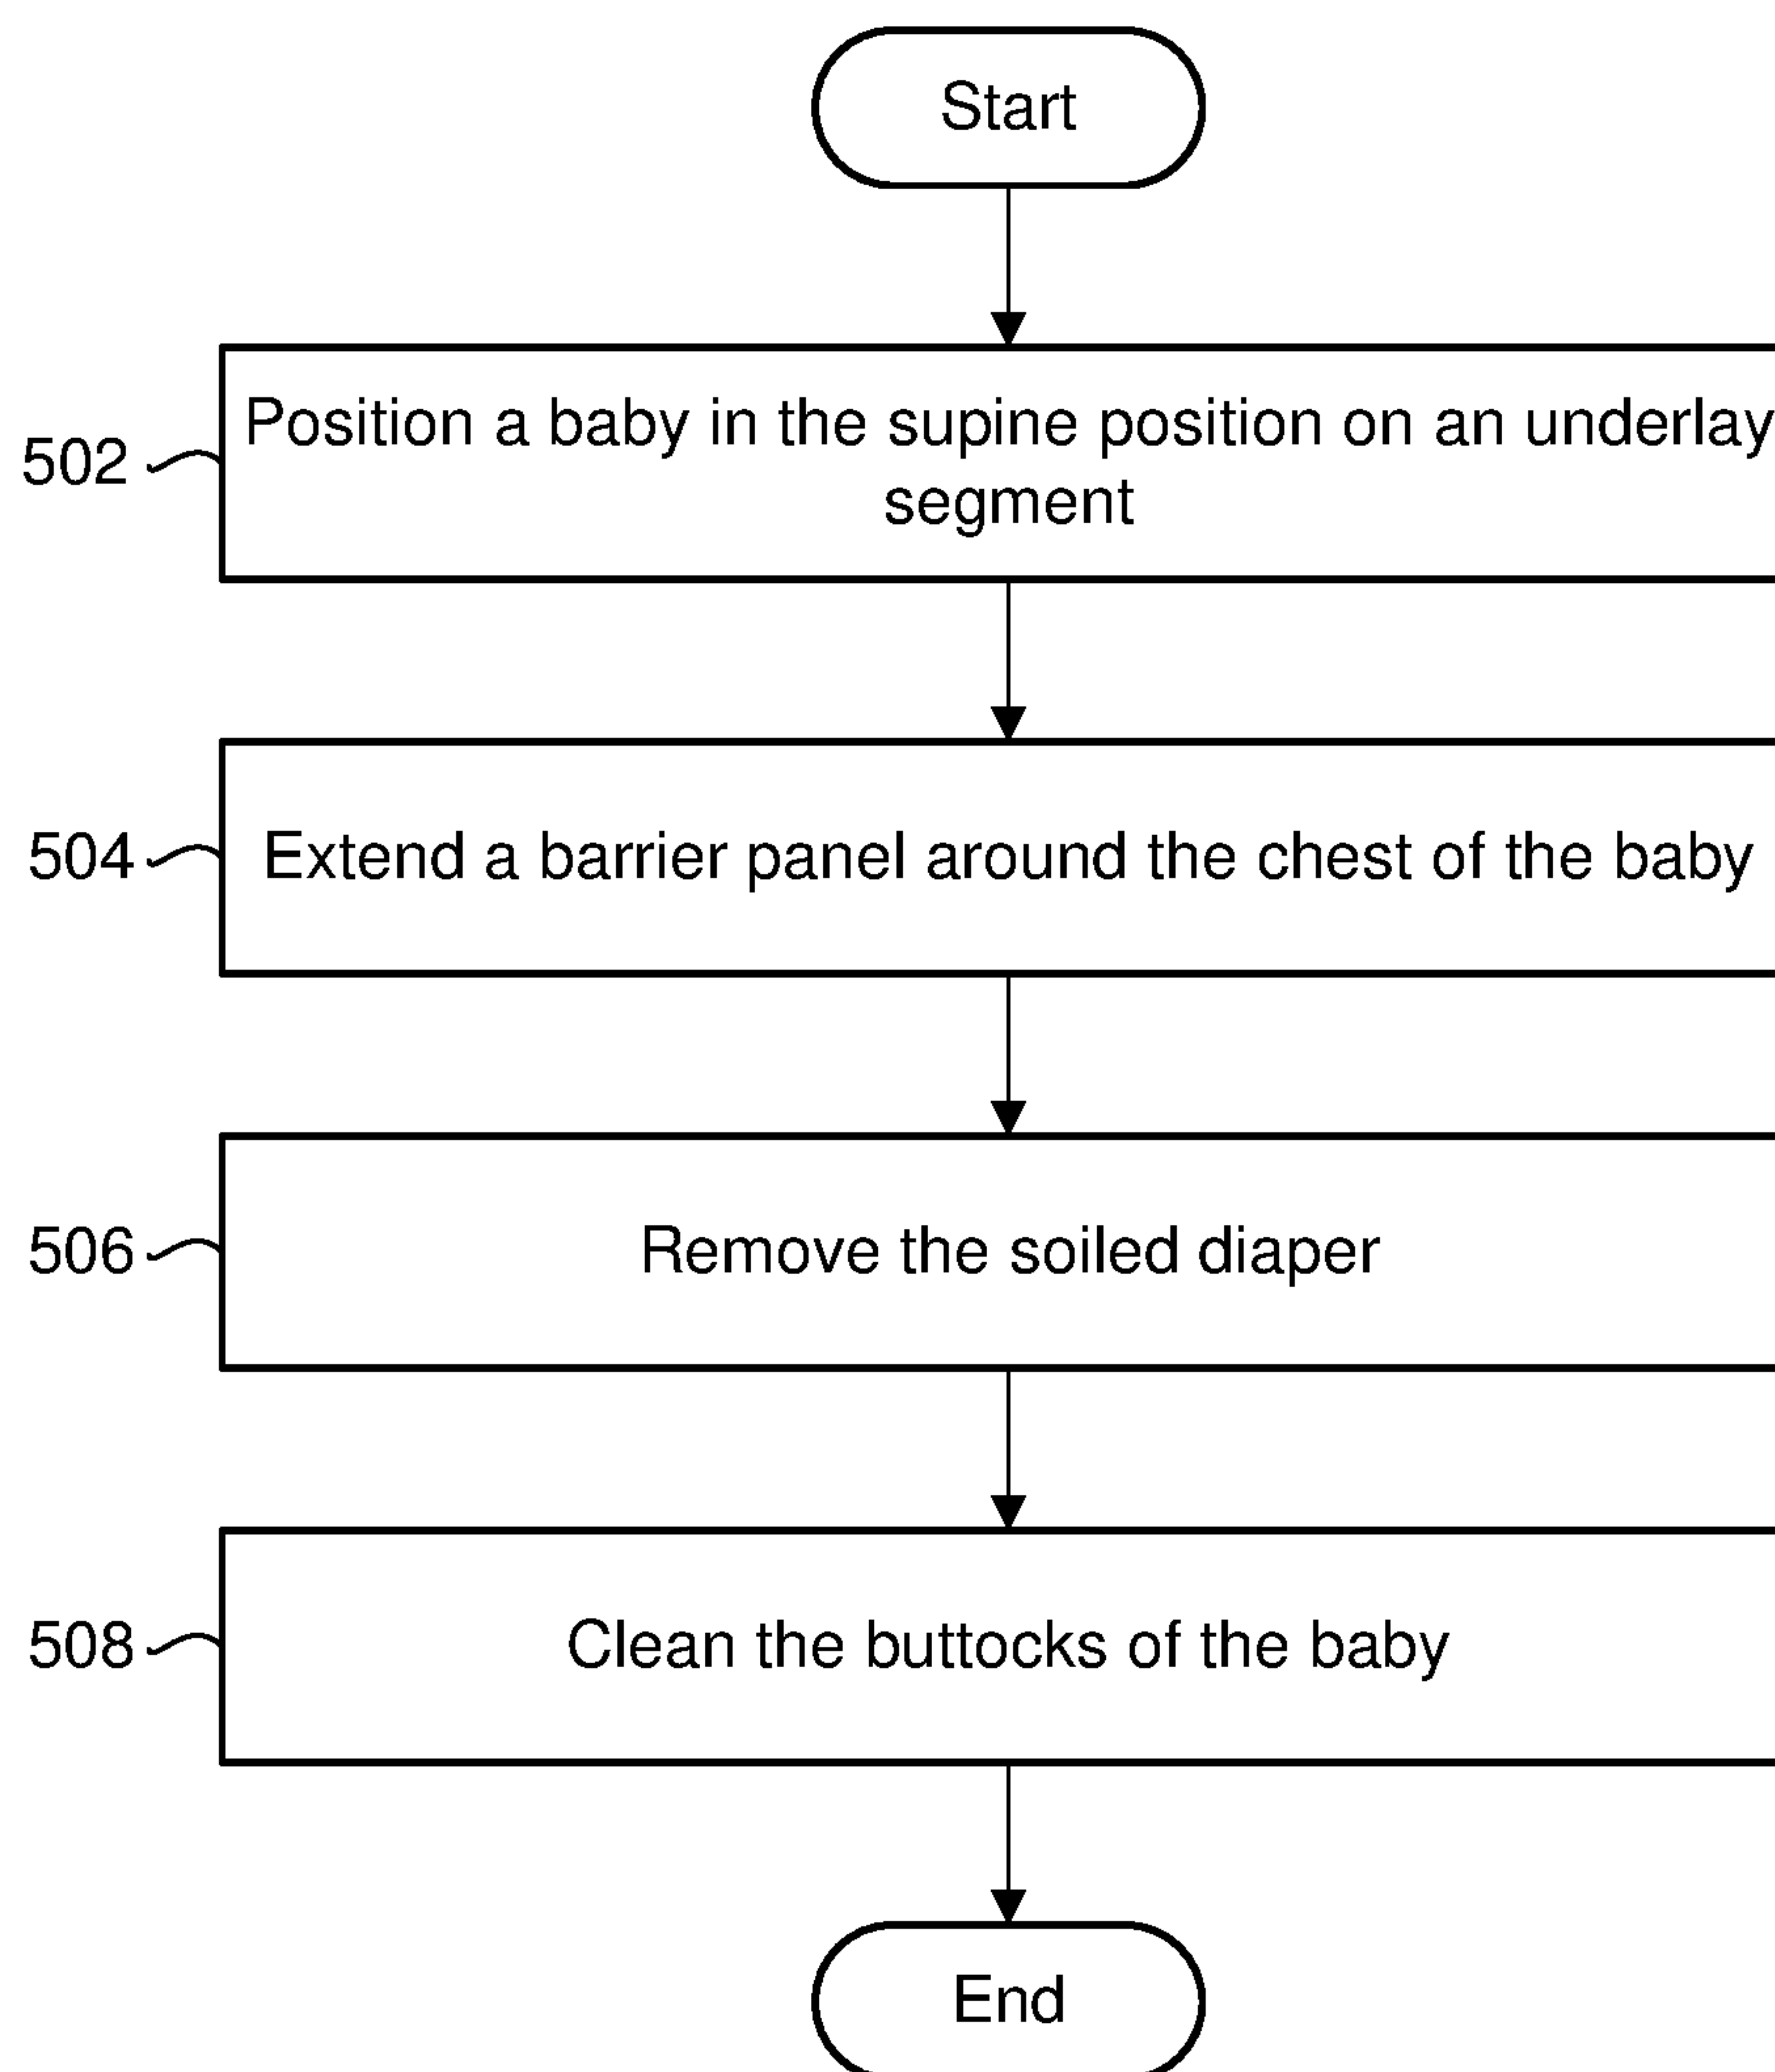 Start
502
Position a baby in the supine position on an underlay
segment
504
Extend a barrier panel around the chest of the baby
506
Remove the soiled diaper
508
Clean the buttocks of the baby
End